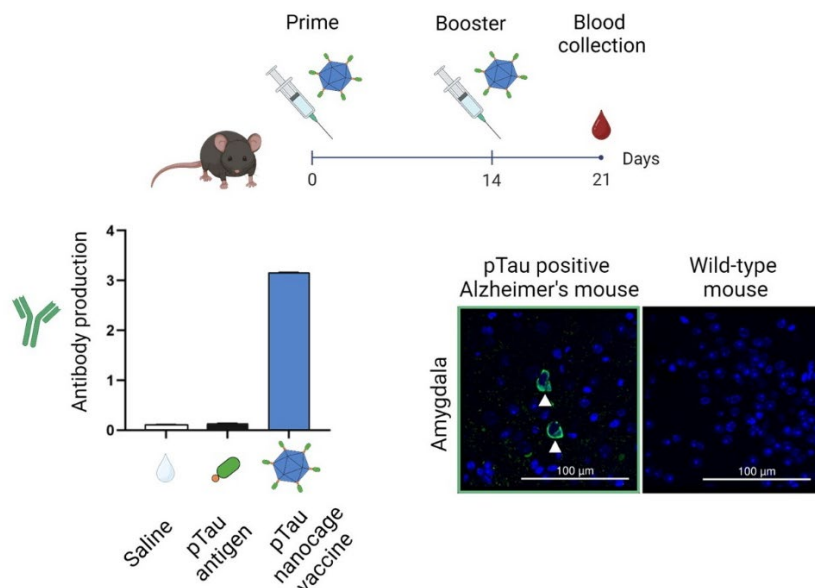 Prime
Booster
Blood
collection
Days
0
14
21
Antibody production
4
3
2
1
0
Saline
pTau
antigen
pTau
nanocage
vaccine
pTau positive
Alzheimer's mouse
Wild-type
mouse
Amygdala
100 µm
100 µm